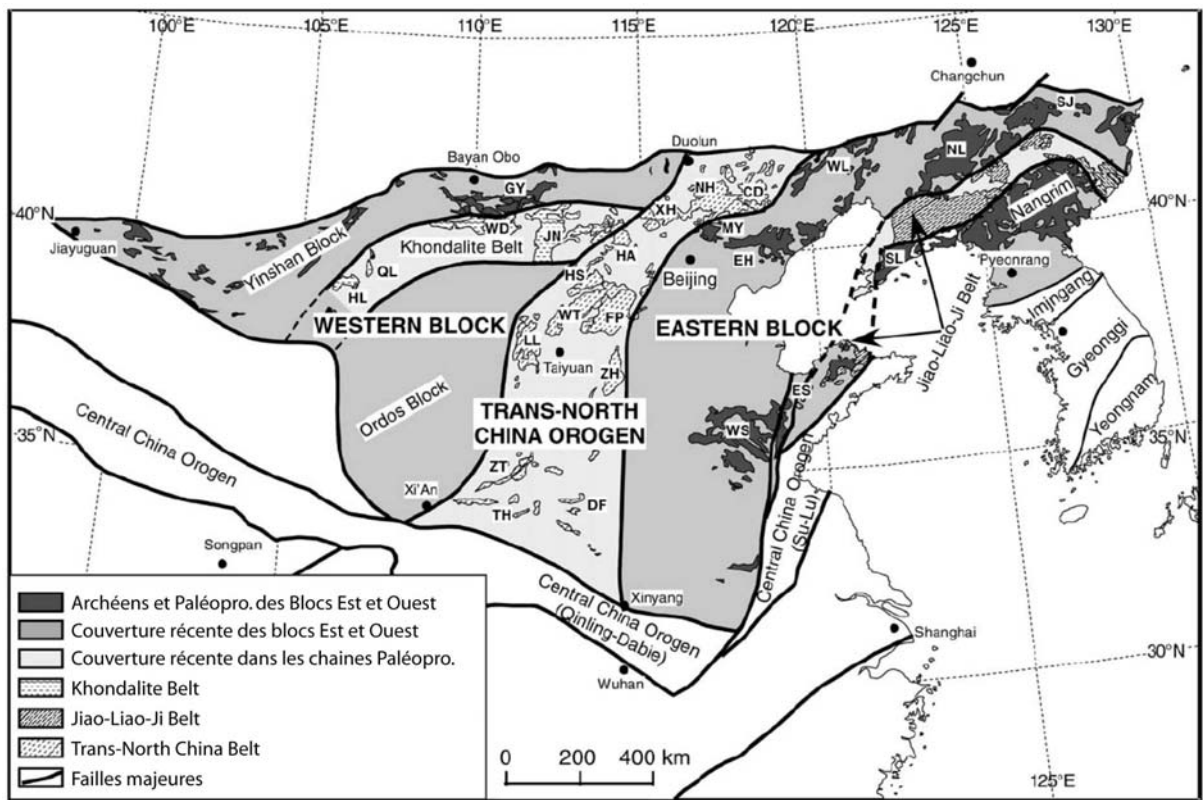 100°E
105°E
110°E
115°E
120°E
125°E
130°E
Changchun
SJ
Duolun
NL
Bayan Obo
WL
NH
CD
GY
XH
Nangrim
40°N
40°N
WD
MY
Jiayuguan
JN
Khondalite Belt
HA
EH
SL
Yinshan Block
QL
HS
Beijing
Pyeonrang
HL
Imjingang
WESTERN BLOCK
WT
FP
EASTERN BLOCK
Gyeonggi
LL
Taiyuan
Jiao-Liao-Ji Belt
ZH
ES
Yeongnam
Ordos Block
TRANS-NORTH
CHINA OROGEN
WS
35°N
35°N
Central China Orogen
ZT
Xi'An
TH
DF
Central China Orogen
(Su-Lu)
Songpan
Central China Orogen
(Qinling-Dabie)
Xinyang
Shanghai
30°N
Wuhan
Archéens et Paléopro. des Blocs Est et Ouest
Couverture récente des blocs Est et Ouest
Couverture récente dans les chaines Paléopro.
Khondalite Belt
Jiao-Liao-Ji Belt
Trans-North China Belt
Failles majeures
0 200 400 km
125°E